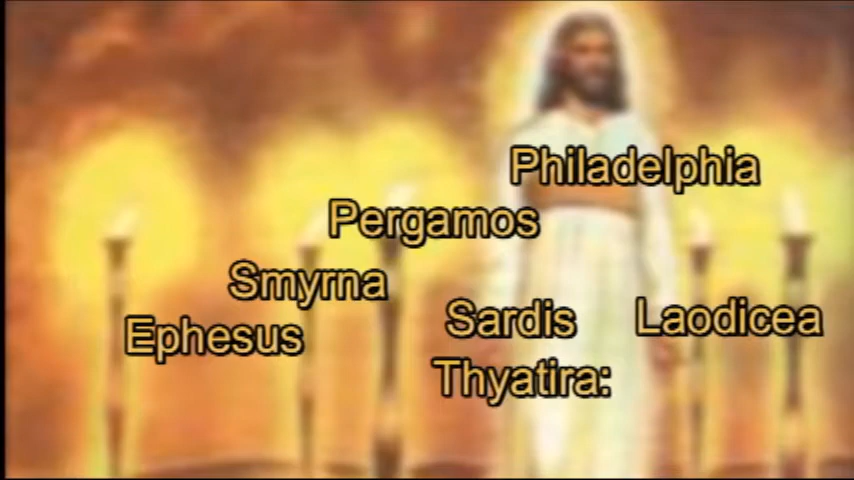 Philadelphia
Pergamos
Smyrna
Ephesus
Sardis
Laodicea
Thyatira: